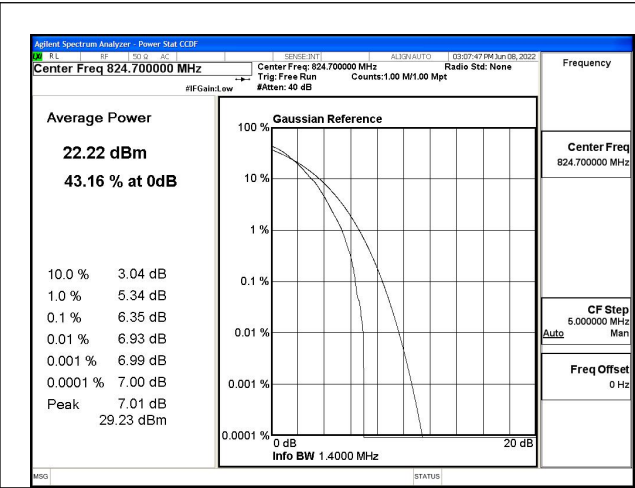 Agilent Spectrum Analyzer - Power Stat CCDF
RL RF 50 Ω AC SENSE:INT ALIGN AUTO 03:07:47 PM Jun 08, 2022
Center Freq 824.700000 MHz
Center Freq: 824.700000 MHz Radio Std: None
Trig: Free Run Counts:1.00 M/1.00 Mpt
#IFGain:Low #Atten: 40 dB
Frequency
Average Power
22.22 dBm
43.16 % at 0dB
10.0 % 3.04 dB
1.0 % 5.34 dB
0.1 % 6.35 dB
0.01 % 6.93 dB
0.001 % 6.99 dB
0.0001 % 7.00 dB
Peak 7.01 dB
29.23 dBm
Gaussian Reference
100 %
10 %
1 %
0.1 %
0.01 %
0.001 %
0.0001 %
0 dB 20 dB
Info BW 1.4000 MHz
Center Freq
824.700000 MHz
CF Step
5.000000 MHz
Auto Man
Freq Offset
0 Hz
MSG STATUS